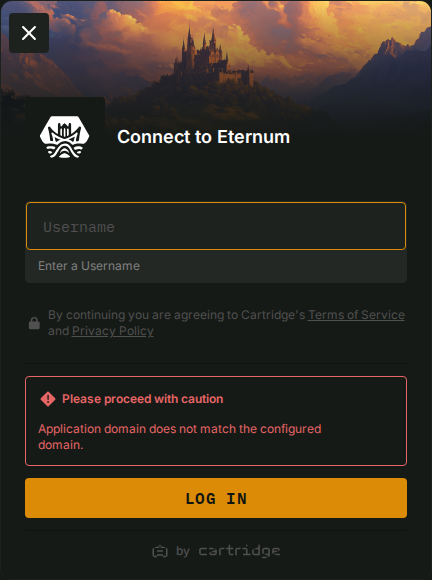 Connect to Eternum
Username
Enter a Username
By continuing you are agreeing to Cartridge's Terms of Service
and Privacy Policy
Please proceed with caution
Application domain does not match the configured
domain.
LOG IN
by cartridge